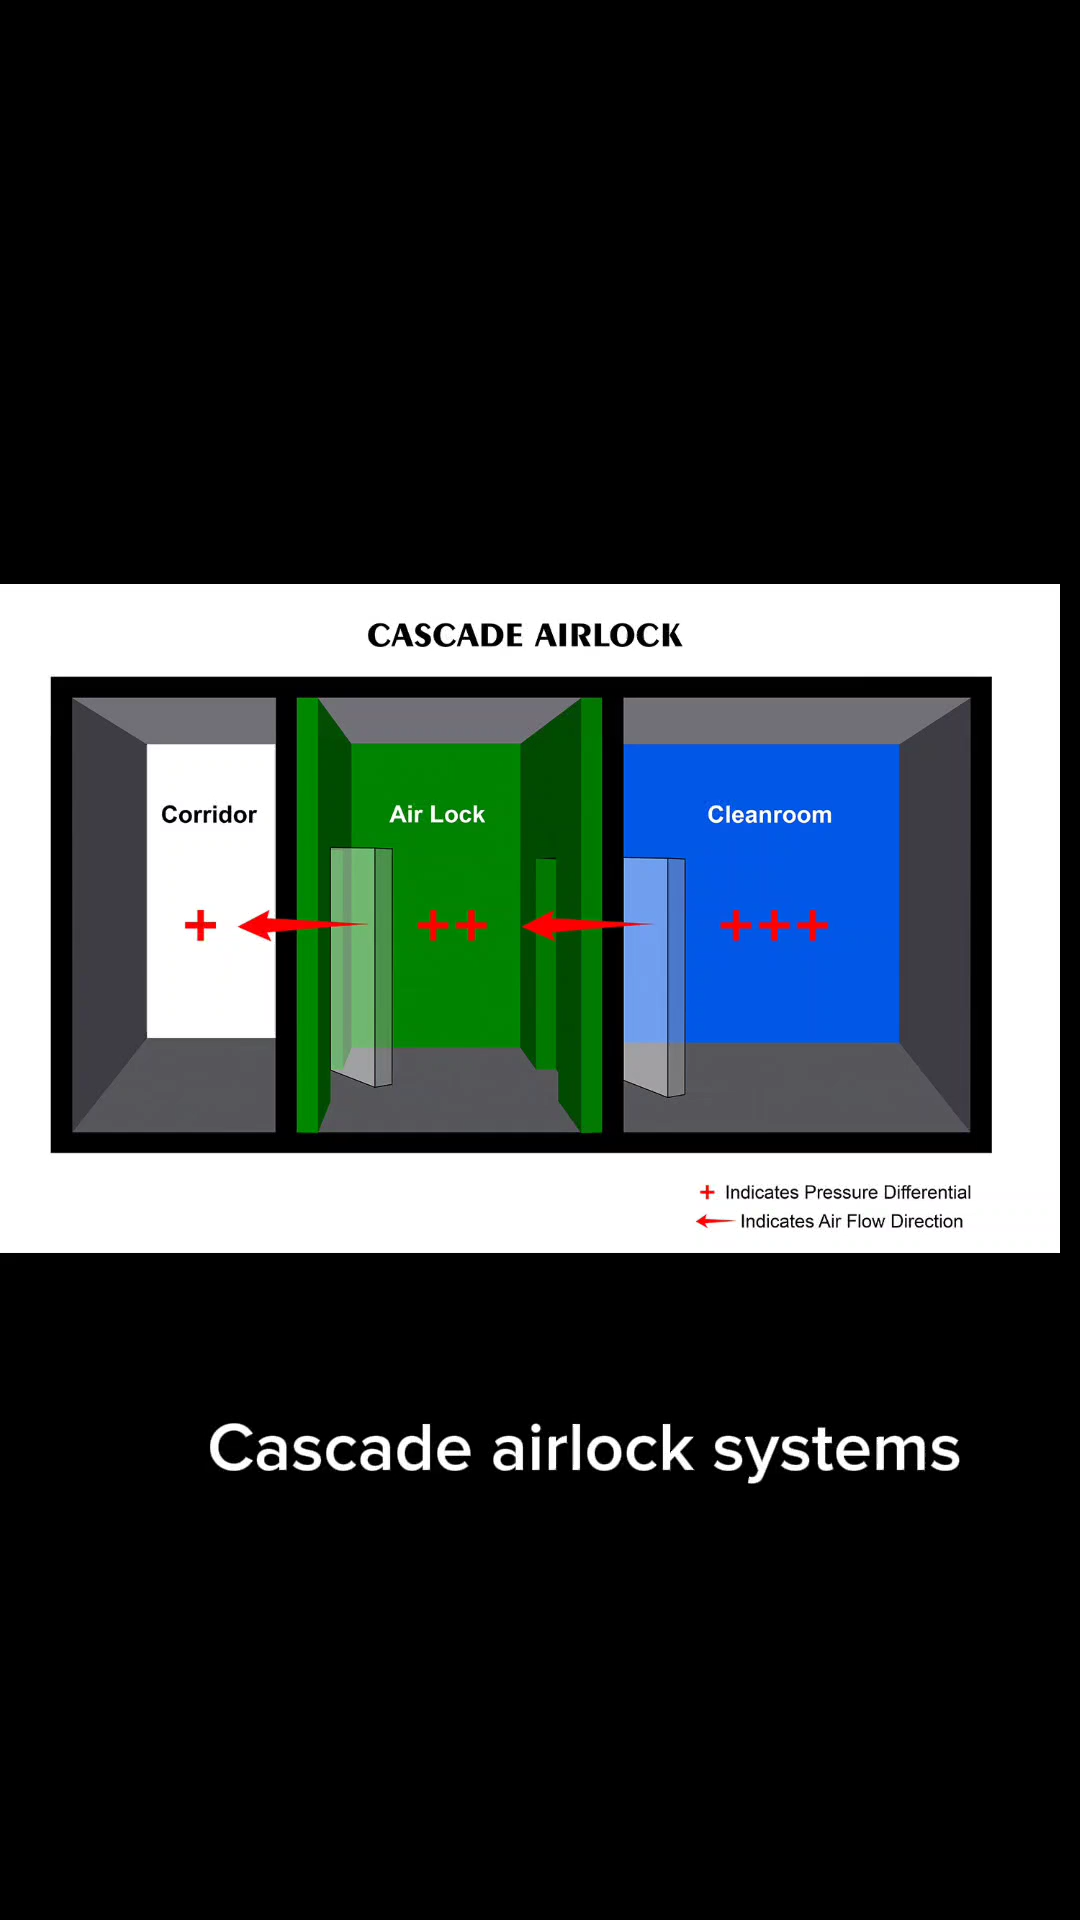 CASCADE AIRLOCK
Corridor
Air Lock
Cleanroom
+
++
+++
+ Indicates Pressure Differential
Indicates Air Flow Direction
Cascade airlock systems